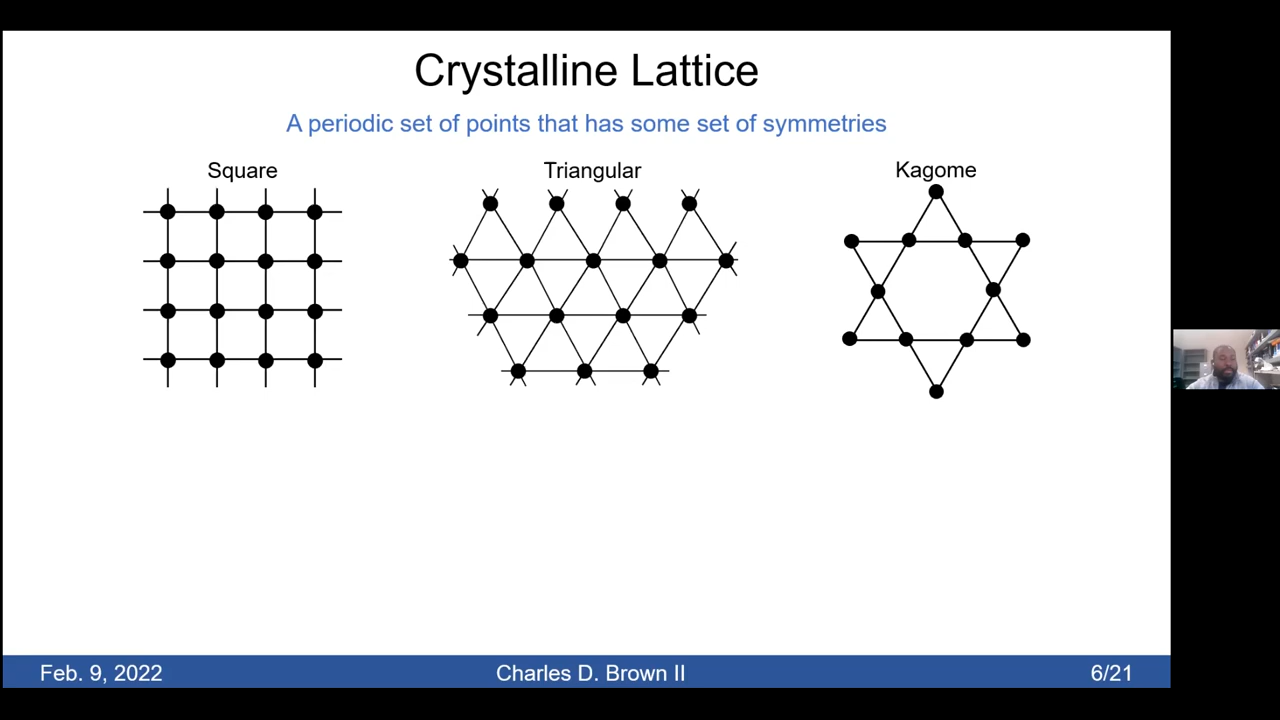 Crystalline Lattice
A periodic set of points that has some set of symmetries
Square
Triangular
Kagome
Feb. 9, 2022
Charles D. Brown II
6/21